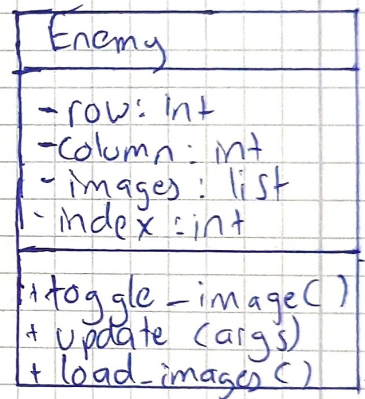 Enemy
- row: int
- column: int
- images: list
- index: int
+ toggle_image()
+ update (args)
+ load_images()